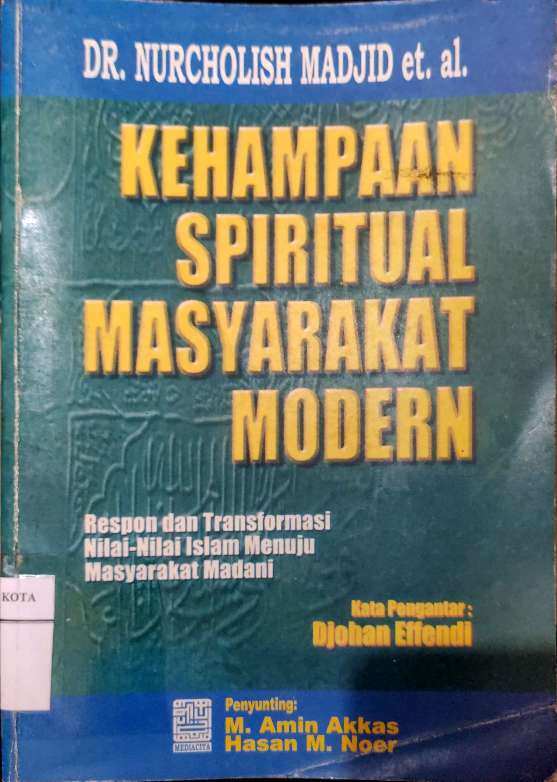 DR. NURCHOLISH MADJID et. al.
KEHAMPAAN
SPIRITUAL
MASYARAKAT
MODERN
Respon dan Transformasi
Nilai-Nilai Islam Menuju
Masyarakat Madani
KOTA
Kata Pengantar :
Djohan Effendi
Penyunting:
M. Amin Akkas
Hasan M. Noer
MEDIACITA